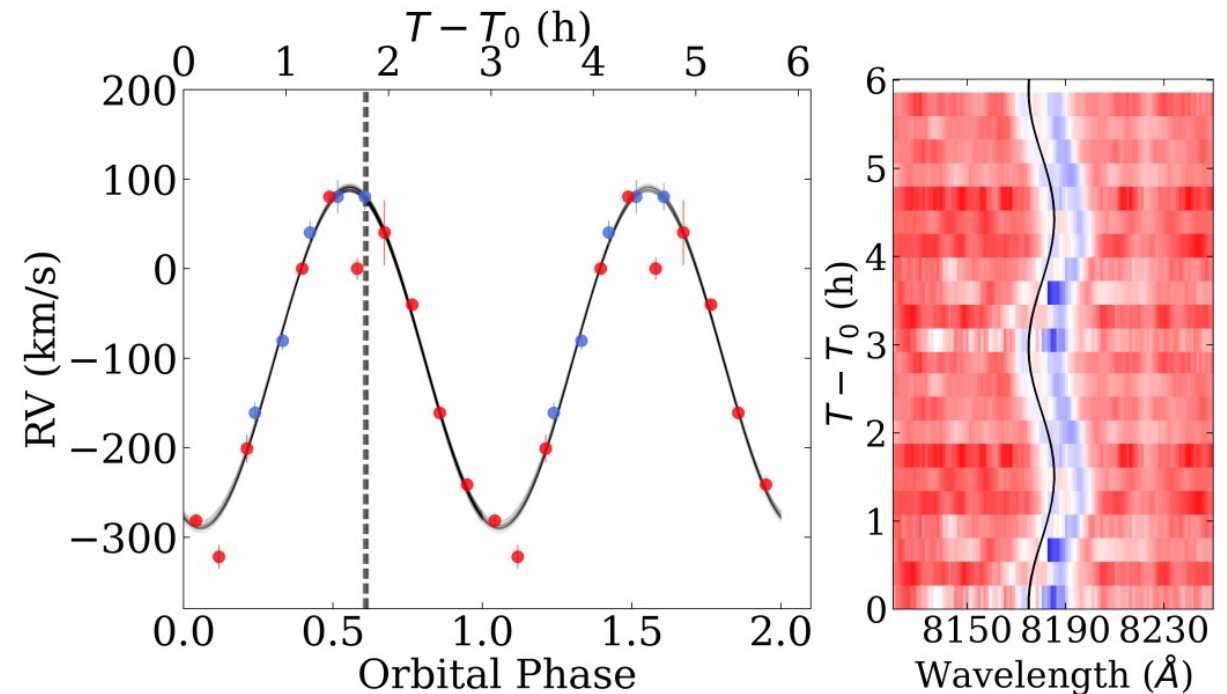 T − T₀ (h)
0 1 2 3 4 5 6
200
100
0
−100
−200
−300
RV (km/s)
0.0 0.5 1.0 1.5 2.0
Orbital Phase
6
5
4
3
2
1
0
T − T₀ (h)
8150 8190 8230
Wavelength (Å)